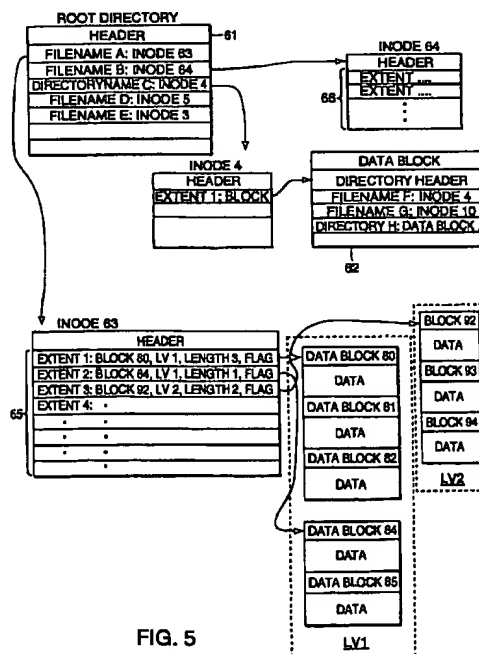 ROOT DIRECTORY
HEADER
61
FILENAME A: INODE 63
FILENAME B: INODE 64
DIRECTORYNAME C: INODE 4
FILENAME D: INODE 5
FILENAME E: INODE 3
INODE 64
HEADER
EXTENT ....
EXTENT ....
66
INODE 4
HEADER
EXTENT 1: BLOCK
DATA BLOCK
DIRECTORY HEADER
FILENAME F: INODE 4
FILENAME G: INODE 10
DIRECTORY H: DATA BLOCK
62
INODE 63
HEADER
EXTENT 1: BLOCK 80, LV 1, LENGTH 3, FLAG
EXTENT 2: BLOCK 84, LV 1, LENGTH 1, FLAG
EXTENT 3: BLOCK 92, LV 2, LENGTH 2, FLAG
EXTENT 4:
65
DATA BLOCK 80
DATA
DATA BLOCK 81
DATA
DATA BLOCK 82
DATA
DATA BLOCK 84
DATA
DATA BLOCK 85
DATA
LV1
BLOCK 92
DATA
BLOCK 93
DATA
BLOCK 94
DATA
LV2
FIG. 5